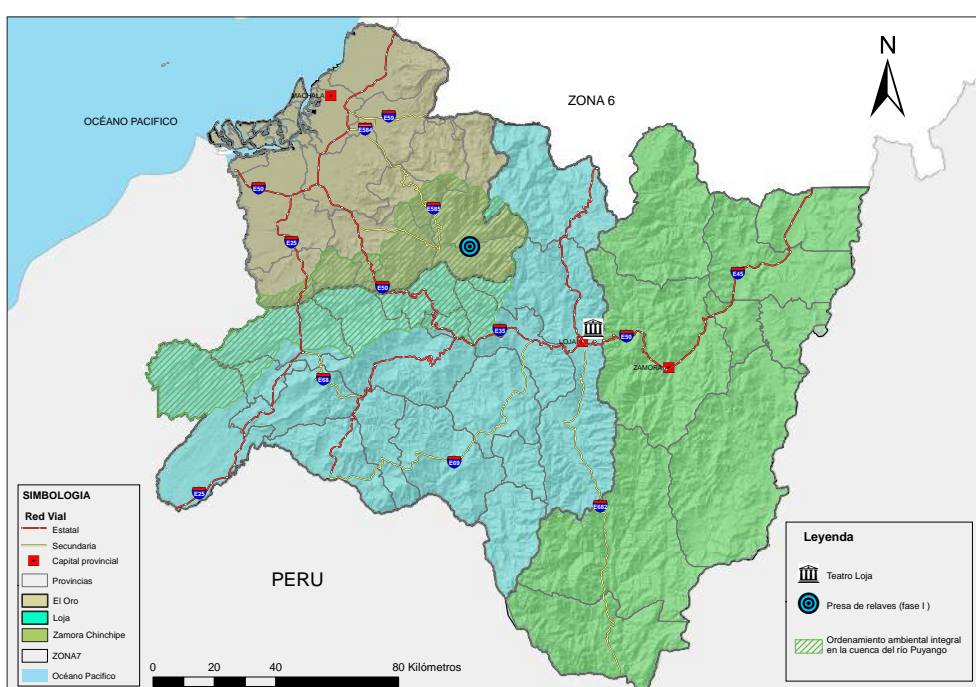 N
ZONA 6
OCÉANO PACIFICO
MACHALA
E59
E584
E50
E585
E25
E50
E45
E35
LOJA
E50
ZAMORA
E68
E69
E25
E682
PERU
SIMBOLOGIA
Red Vial
Estatal
Secundaria
Capital provincial
Provincias
El Oro
Loja
Zamora Chinchipe
ZONA7
Océano Pacifico
0 20 40 80 Kilómetros
Leyenda
Teatro Loja
Presa de relaves (fase I )
Ordenamiento ambiental integral
en la cuenca del río Puyango